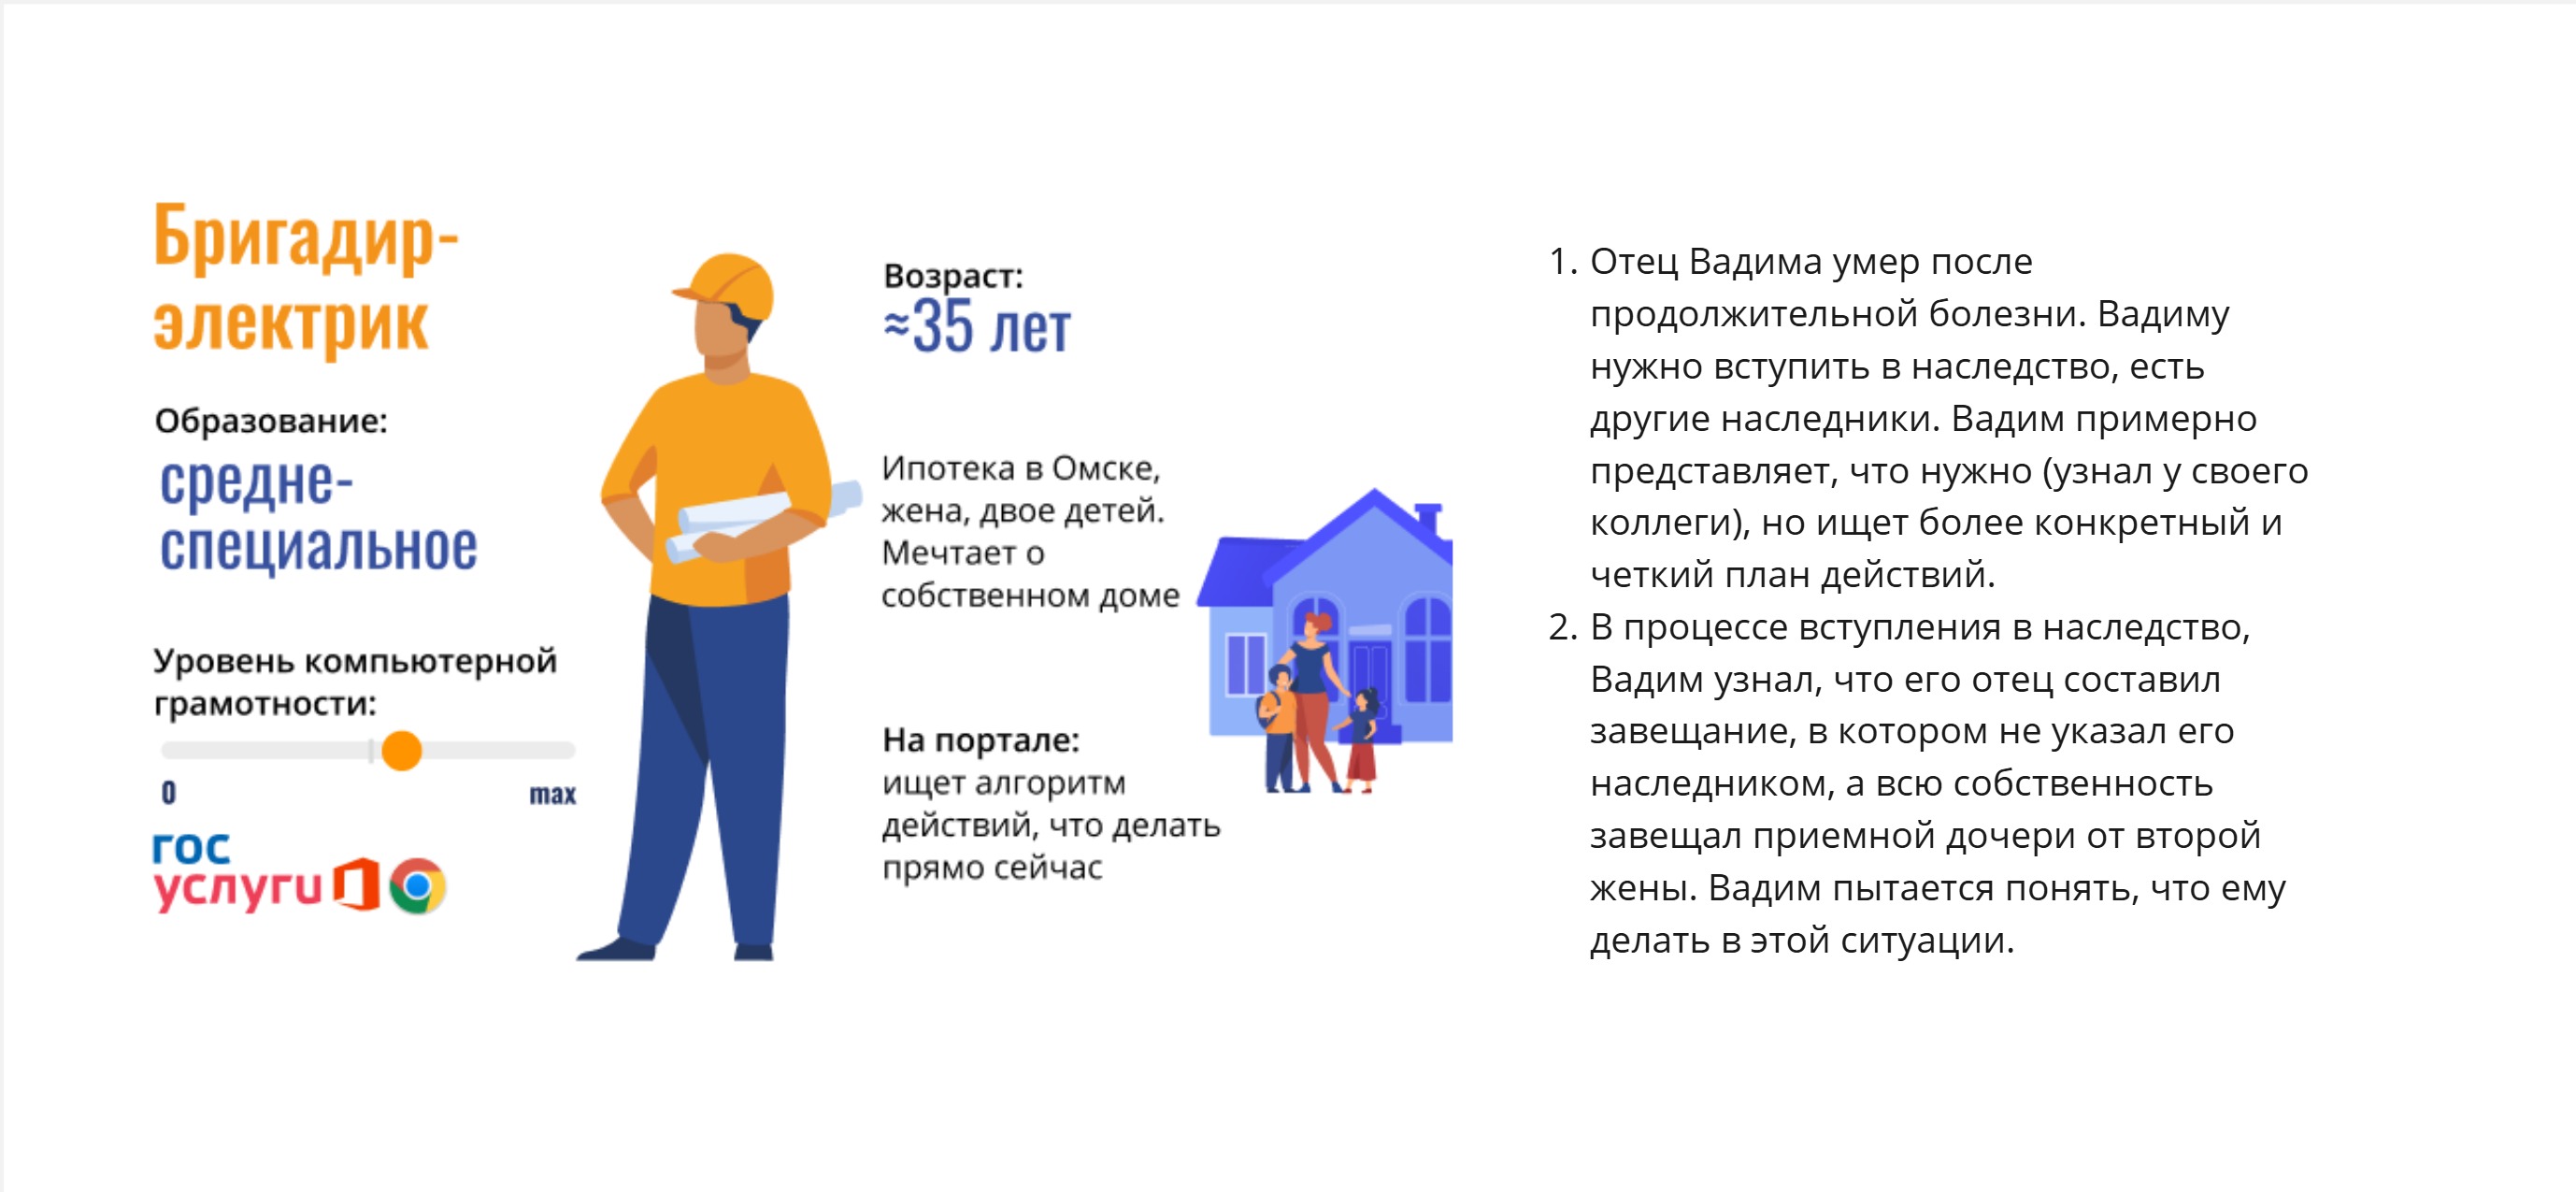 Бригадир-
электрик
Образование:
средне-
специальное
Уровень компьютерной
грамотности:
0 max
гос
услуги
Возраст:
≈35 лет
Ипотека в Омске,
жена, двое детей.
Мечтает о
собственном доме
На портале:
ищет алгоритм
действий, что делать
прямо сейчас
1. Отец Вадима умер после
продолжительной болезни. Вадиму
нужно вступить в наследство, есть
другие наследники. Вадим примерно
представляет, что нужно (узнал у своего
коллеги), но ищет более конкретный и
четкий план действий.
2. В процессе вступления в наследство,
Вадим узнал, что его отец составил
завещание, в котором не указал его
наследником, а всю собственность
завещал приемной дочери от второй
жены. Вадим пытается понять, что ему
делать в этой ситуации.